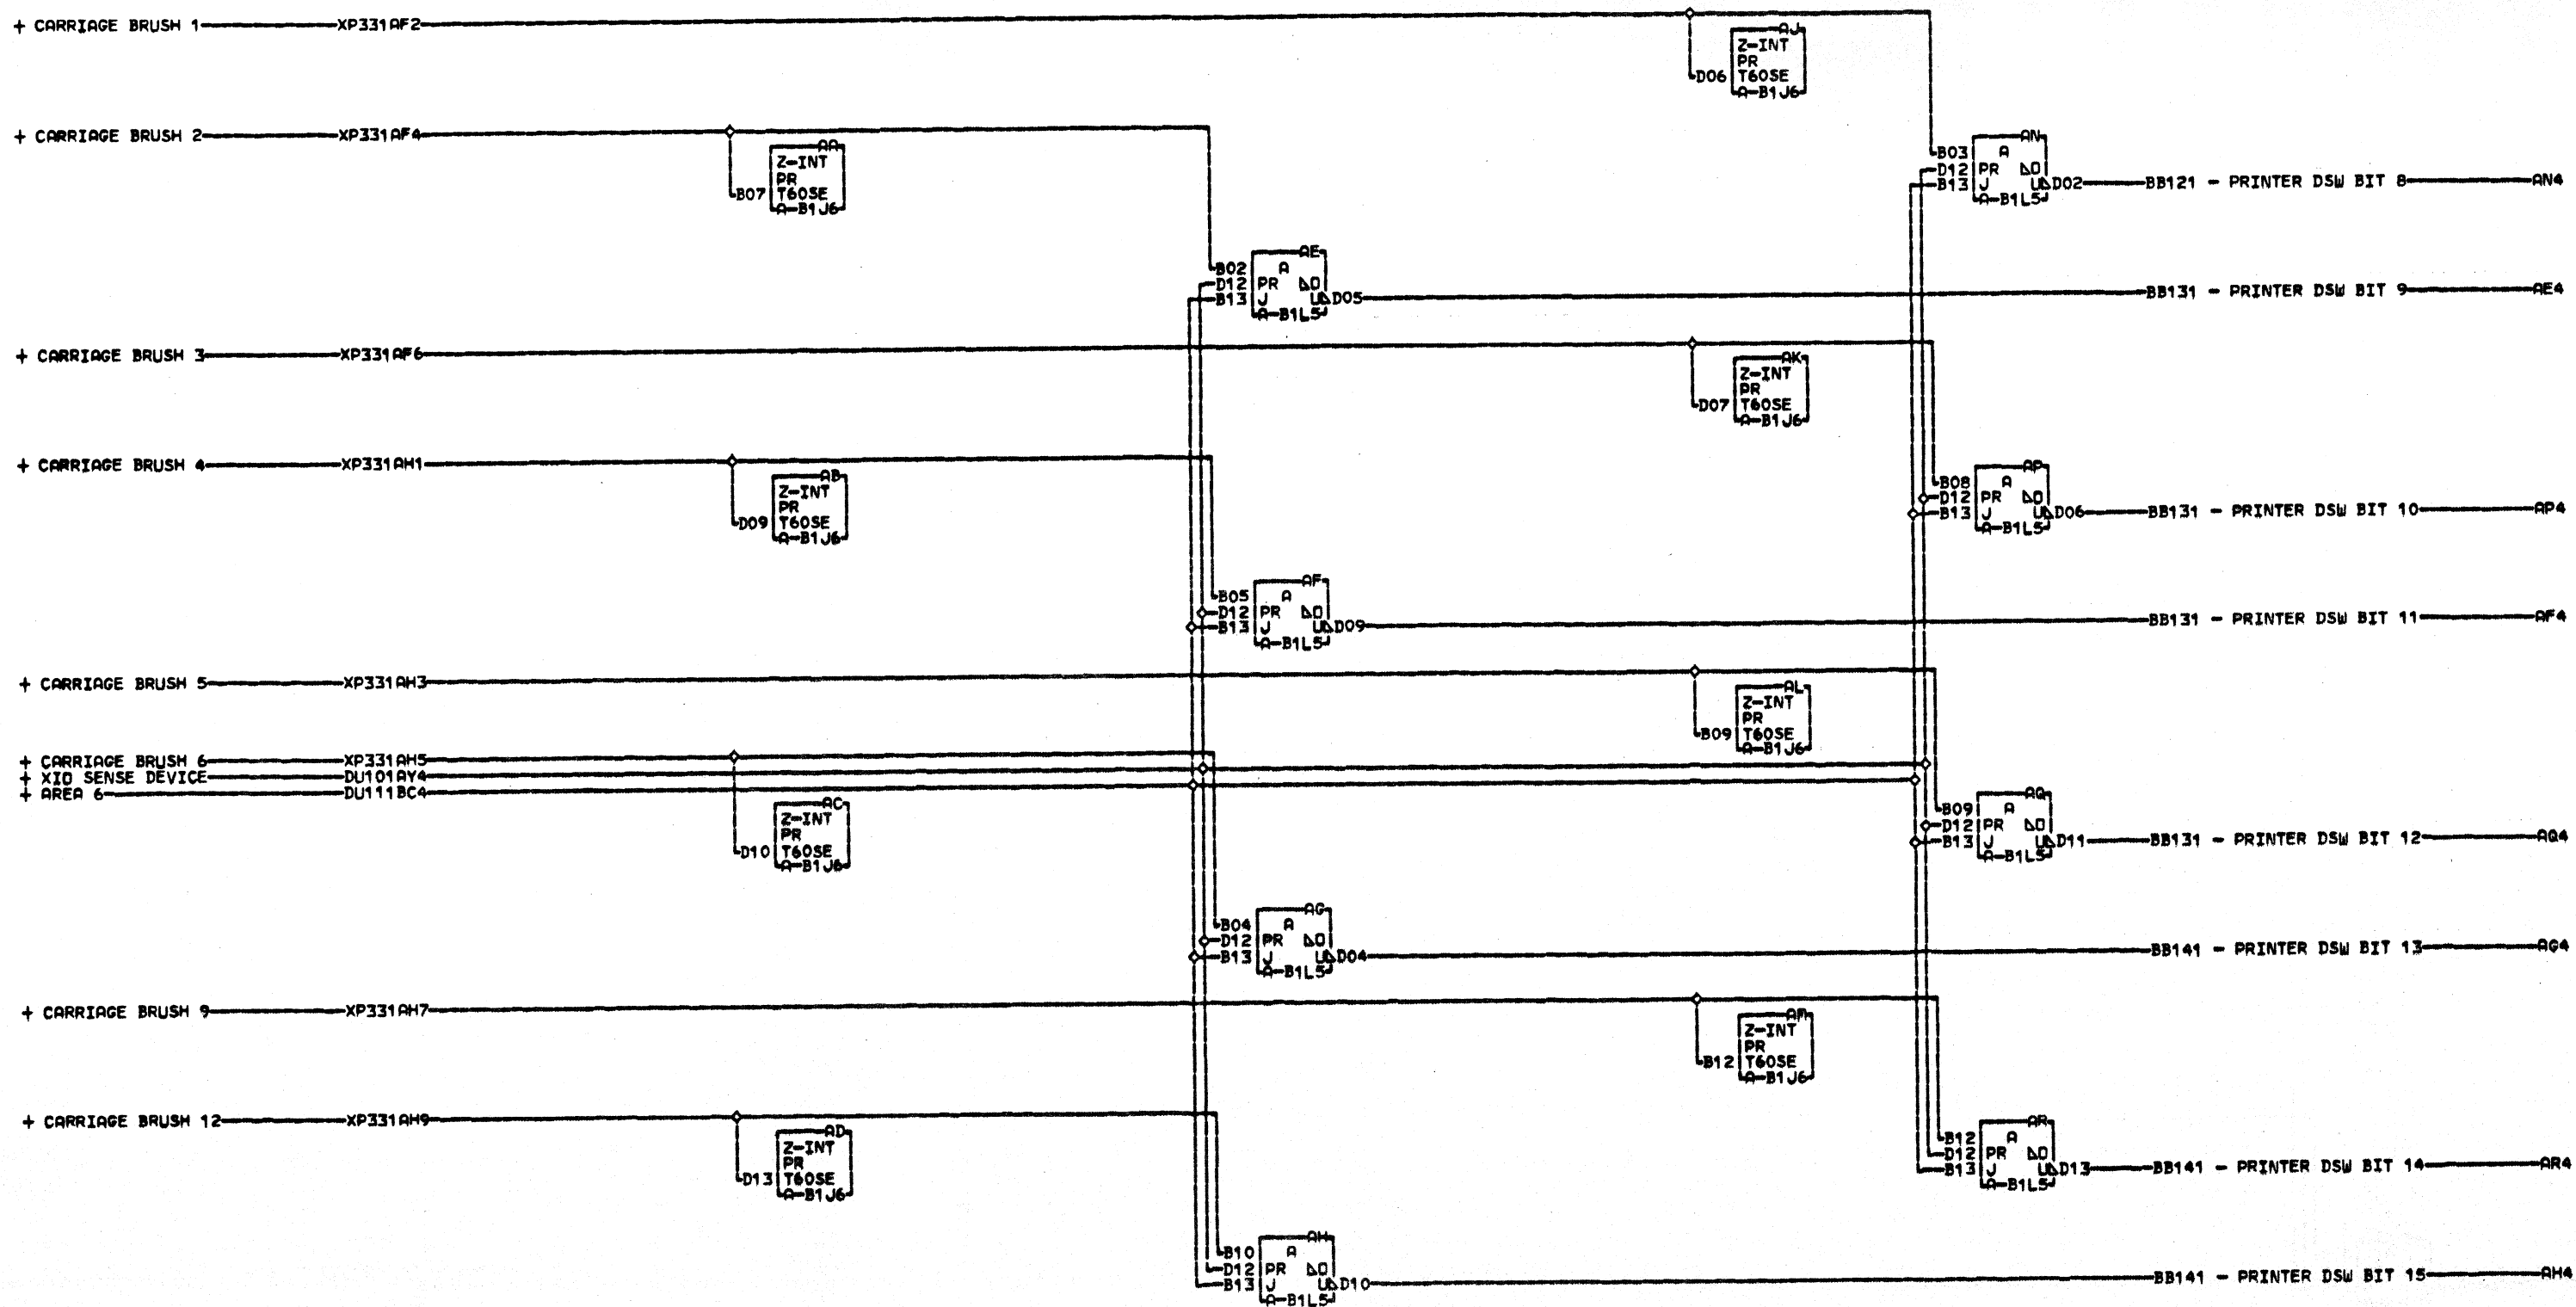 + CARRIAGE BRUSH 1 XP331AF2
AJ
Z-INT
PR
D06 T60SE
A-B1J6
+ CARRIAGE BRUSH 2 XP331AF4
AA
Z-INT
PR
B07 T60SE
A-B1J6
AN
B03 A
D12 PR DO
B13 J U D02 BB121 - PRINTER DSW BIT 8 AN4
A-B1L5
AE
B02 A
D12 PR DO
B13 J U D05 BB131 - PRINTER DSW BIT 9 AE4
A-B1L5
+ CARRIAGE BRUSH 3 XP331AF6
AK
Z-INT
PR
D07 T60SE
A-B1J6
+ CARRIAGE BRUSH 4 XP331AH1
AB
Z-INT
PR
D09 T60SE
A-B1J6
AP
B08 A
D12 PR DO
B13 J U D06 BB131 - PRINTER DSW BIT 10 AP4
A-B1L5
AF
B05 A
D12 PR DO
B13 J U D09 BB131 - PRINTER DSW BIT 11 AF4
A-B1L5
+ CARRIAGE BRUSH 5 XP331AH3
AL
Z-INT
PR
B09 T60SE
A-B1J6
+ CARRIAGE BRUSH 6 XP331AH5
+ XIO SENSE DEVICE DU101AY4
+ AREA 6 DU111BC4
AC
Z-INT
PR
D10 T60SE
A-B1J6
AQ
B09 A
D12 PR DO
B13 J U D11 BB131 - PRINTER DSW BIT 12 AQ4
A-B1L5
AG
B04 A
D12 PR DO
B13 J U D04 BB141 - PRINTER DSW BIT 13 AG4
A-B1L5
+ CARRIAGE BRUSH 9 XP331AH7
AM
Z-INT
PR
B12 T60SE
A-B1J6
+ CARRIAGE BRUSH 12 XP331AH9
AD
Z-INT
PR
D13 T60SE
A-B1J6
AR
B12 A
D12 PR DO
B13 J U D13 BB141 - PRINTER DSW BIT 14 AR4
A-B1L5
AH
B10 A
D12 PR DO
B13 J U D10 BB141 - PRINTER DSW BIT 15 AH4
A-B1L5